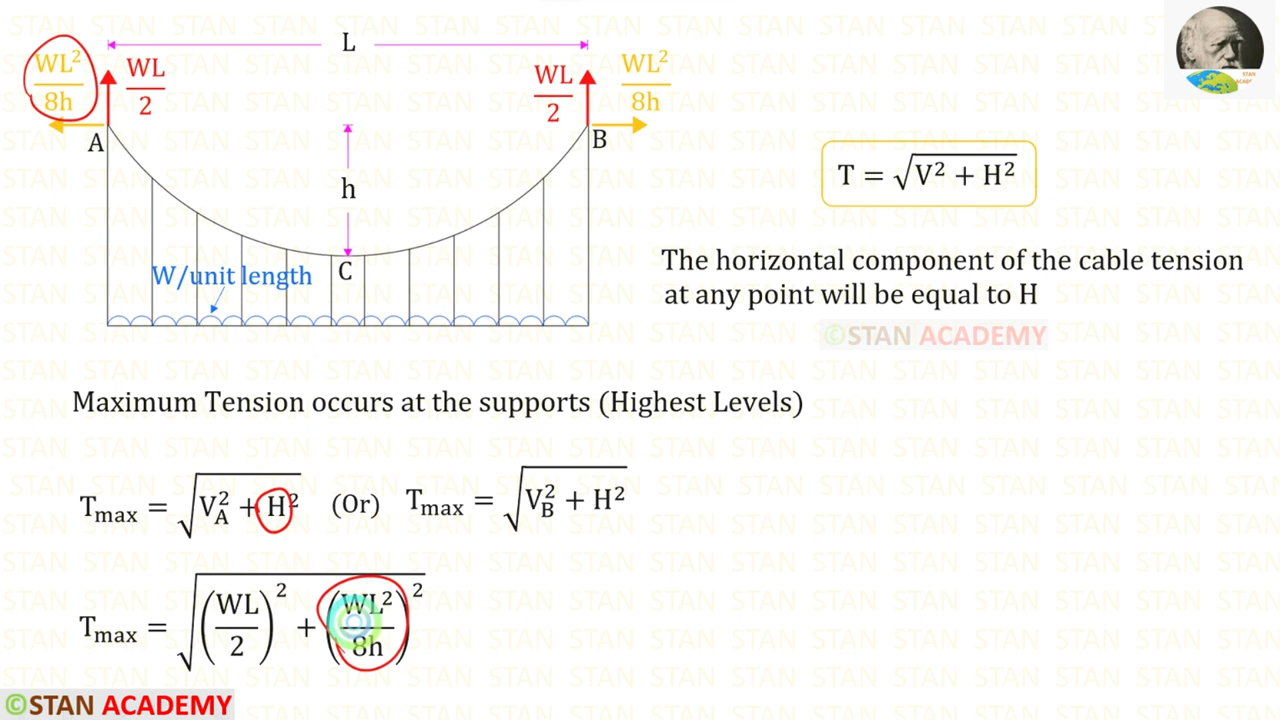 L
WL²/8h
WL/2
WL/2
WL²/8h
A
B
h
C
W/unit length
T = √(V² + H²)
The horizontal component of the cable tension
at any point will be equal to H
©STAN ACADEMY
Maximum Tension occurs at the supports (Highest Levels)
Tmax = √(V_A² + H²) (Or) Tmax = √(V_B² + H²)
Tmax = √((WL/2)² + (WL²/8h)²)
©STAN ACADEMY